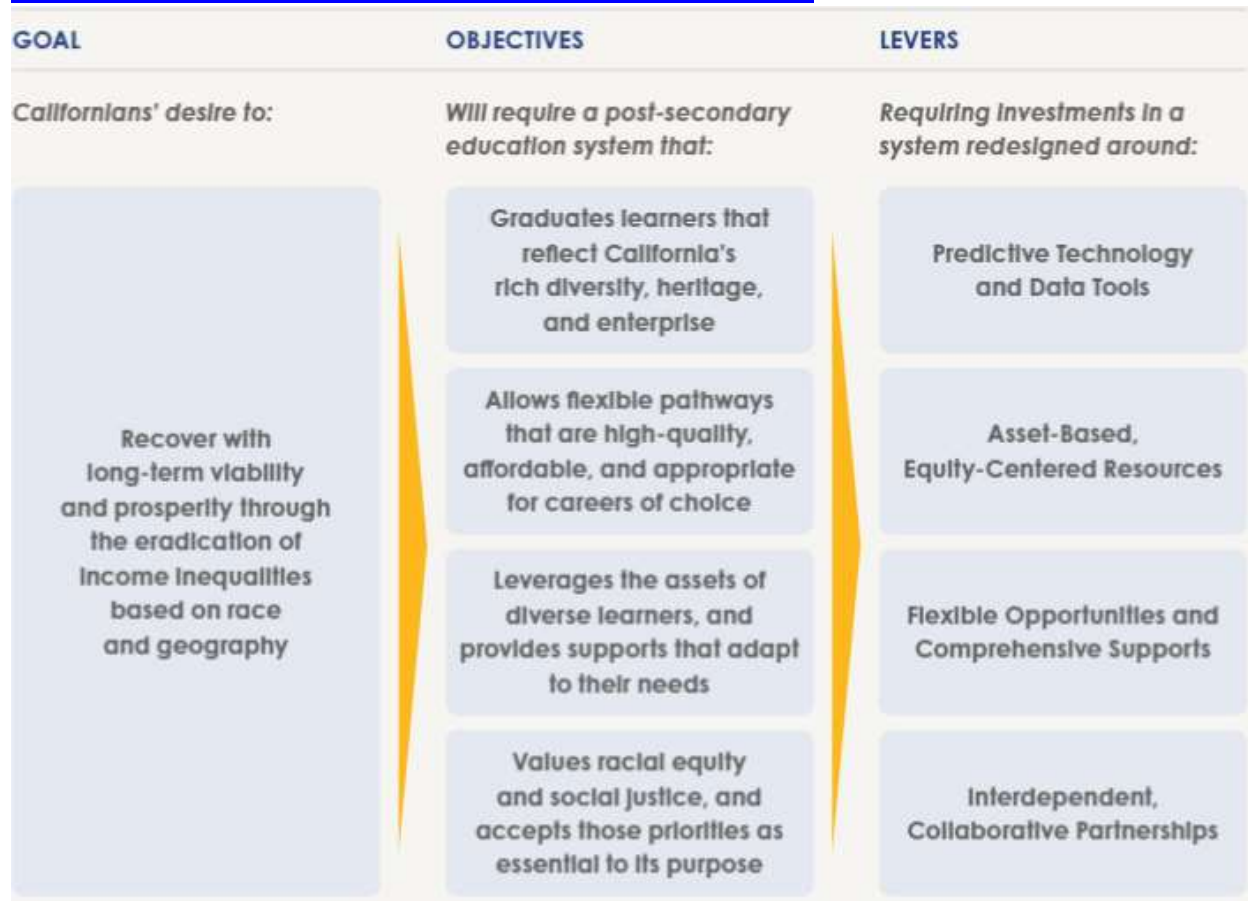 GOAL
OBJECTIVES
LEVERS
Californians' desire to:
Will require a post-secondary
education system that:
Requiring investments in a
system redesigned around:
Recover with
long-term viability
and prosperity through
the eradication of
income inequalities
based on race
and geography
Graduates learners that
reflect California's
rich diversity, heritage,
and enterprise
Allows flexible pathways
that are high-quality,
affordable, and appropriate
for careers of choice
Leverages the assets of
diverse learners, and
provides supports that adapt
to their needs
Values racial equity
and social justice, and
accepts those priorities as
essential to its purpose
Predictive Technology
and Data Tools
Asset-Based,
Equity-Centered Resources
Flexible Opportunities and
Comprehensive Supports
Interdependent,
Collaborative Partnerships